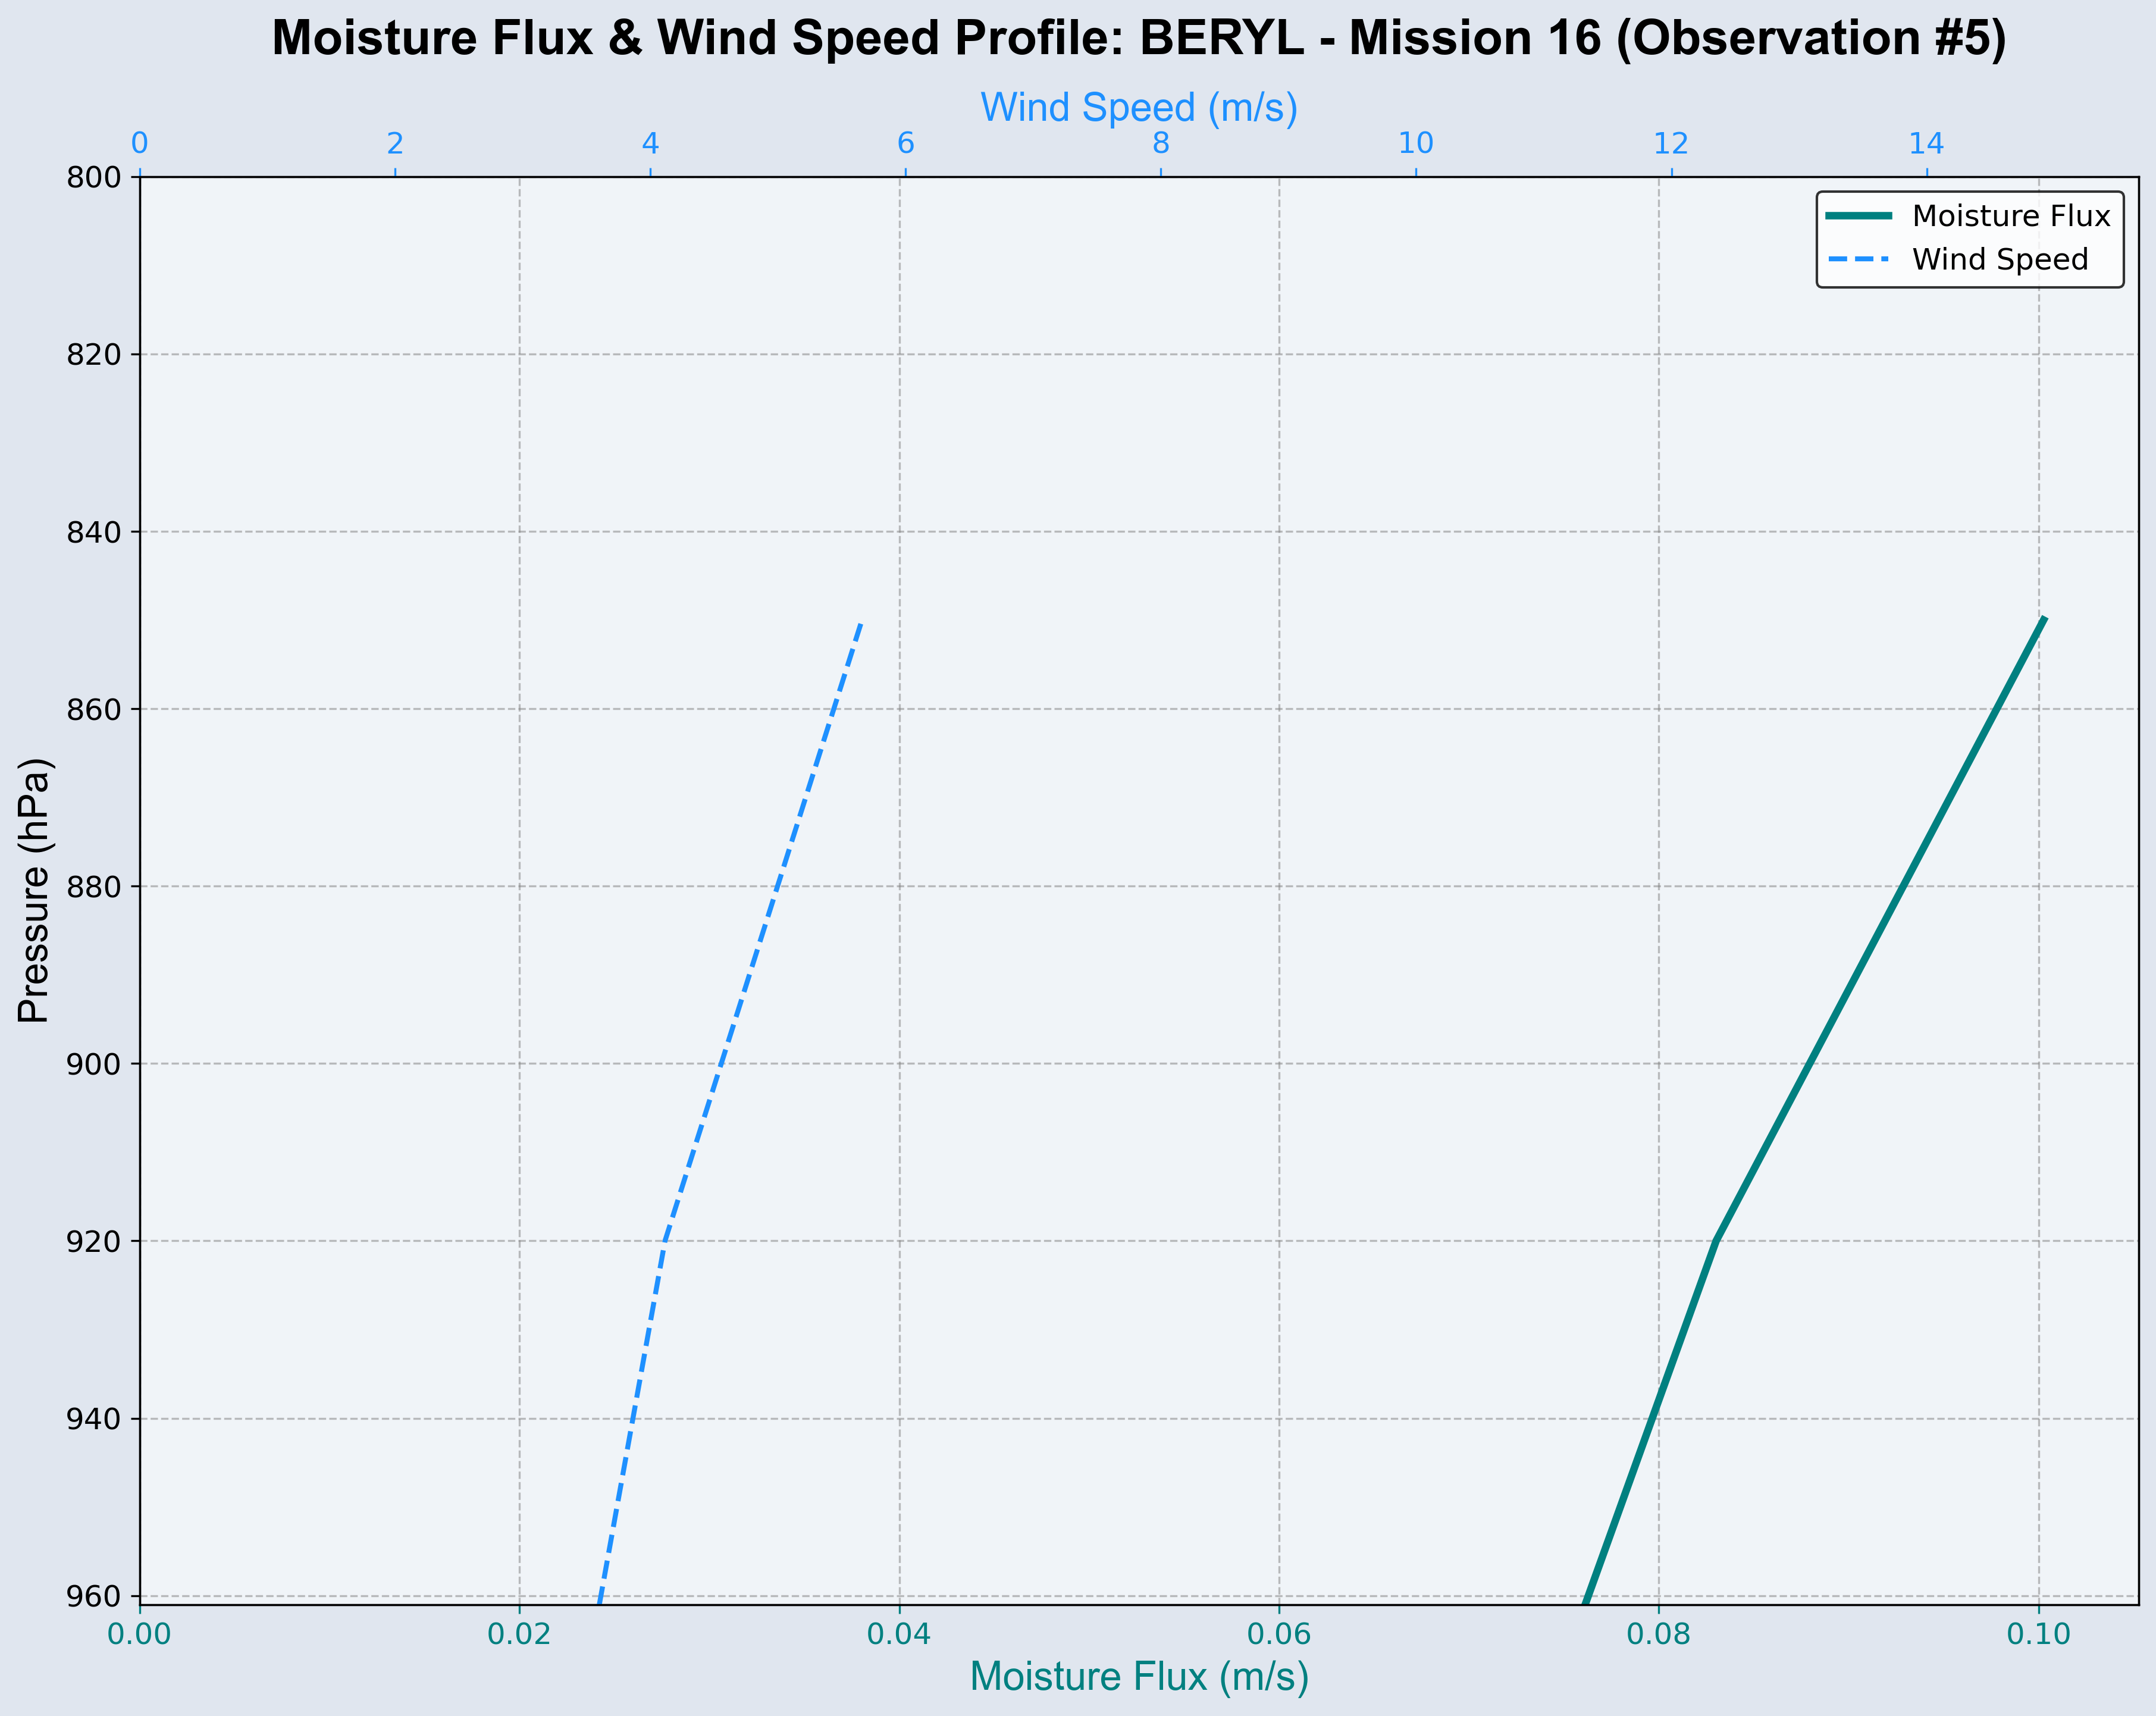 Moisture Flux & Wind Speed Profile: BERYL - Mission 16 (Observation #5)
Wind Speed (m/s)
0 2 4 6 8 10 12 14
Moisture Flux
Wind Speed
Pressure (hPa)
800
820
840
860
880
900
920
940
960
0.00 0.02 0.04 0.06 0.08 0.10
Moisture Flux (m/s)